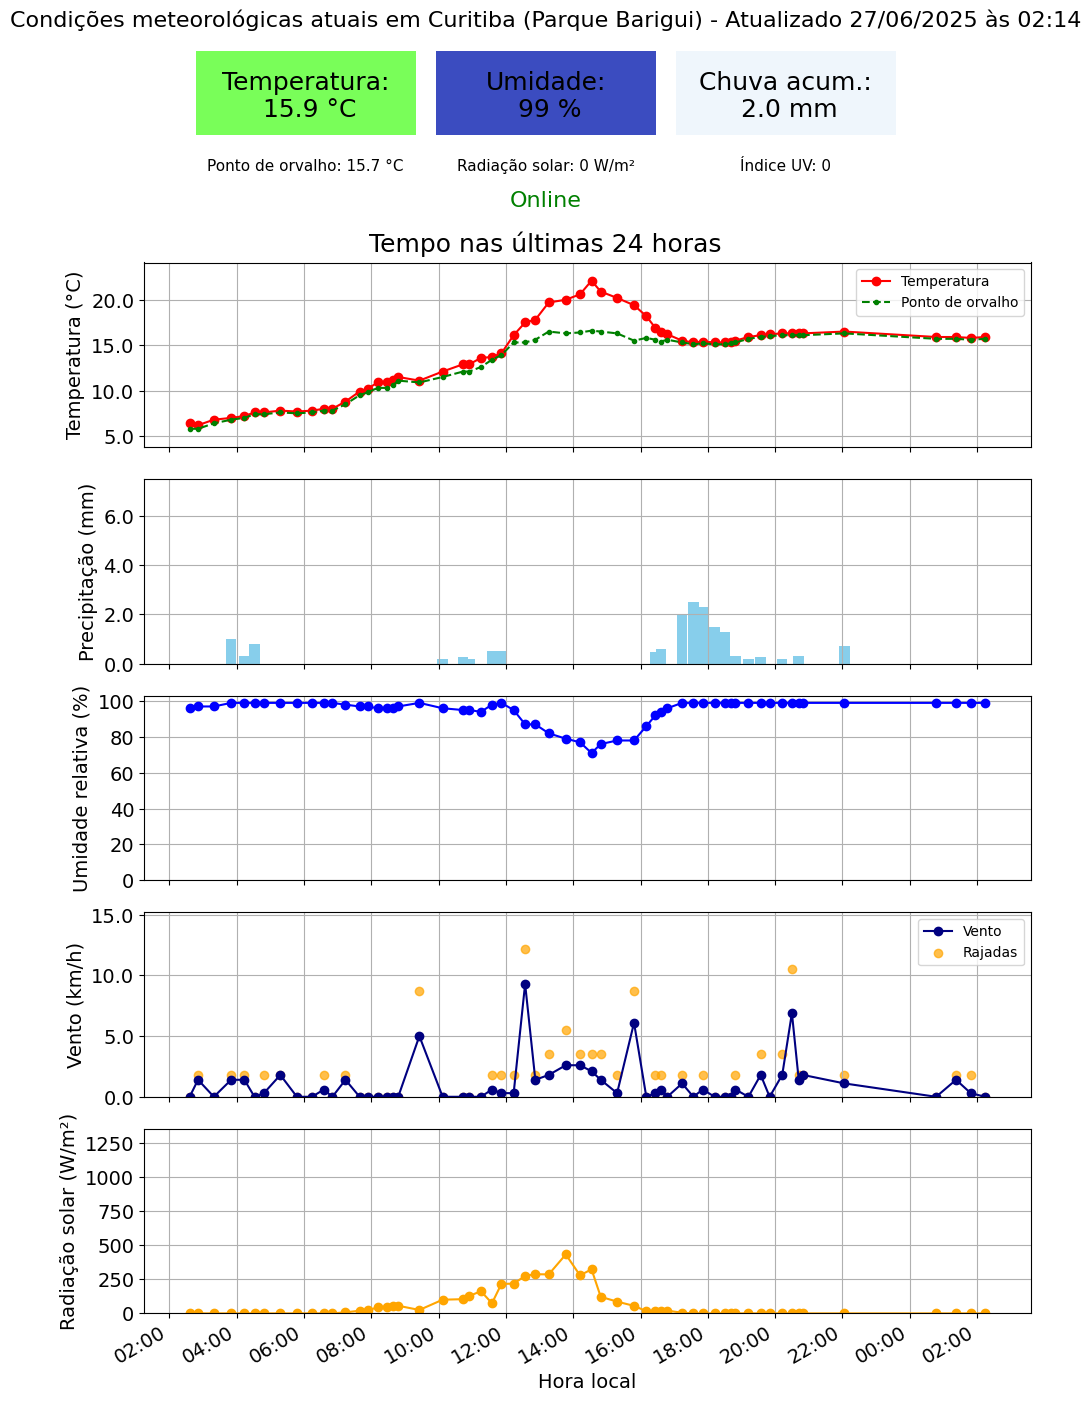 Condições meteorológicas atuais em Curitiba (Parque Barigui) - Atualizado 27/06/2025 às 02:14
Temperatura:
15.9 °C
Umidade:
99 %
Chuva acum.:
2.0 mm
Ponto de orvalho: 15.7 °C
Radiação solar: 0 W/m²
Índice UV: 0
Online
Tempo nas últimas 24 horas
Temperatura (°C)
20.0
15.0
10.0
5.0
Temperatura
Ponto de orvalho
Precipitação (mm)
6.0
4.0
2.0
0.0
Umidade relativa (%)
100
80
60
40
20
0
Vento (km/h)
15.0
10.0
5.0
0.0
Vento
Rajadas
Radiação solar (W/m²)
1250
1000
750
500
250
0
02:00
04:00
06:00
08:00
10:00
12:00
14:00
16:00
18:00
20:00
22:00
00:00
02:00
Hora local